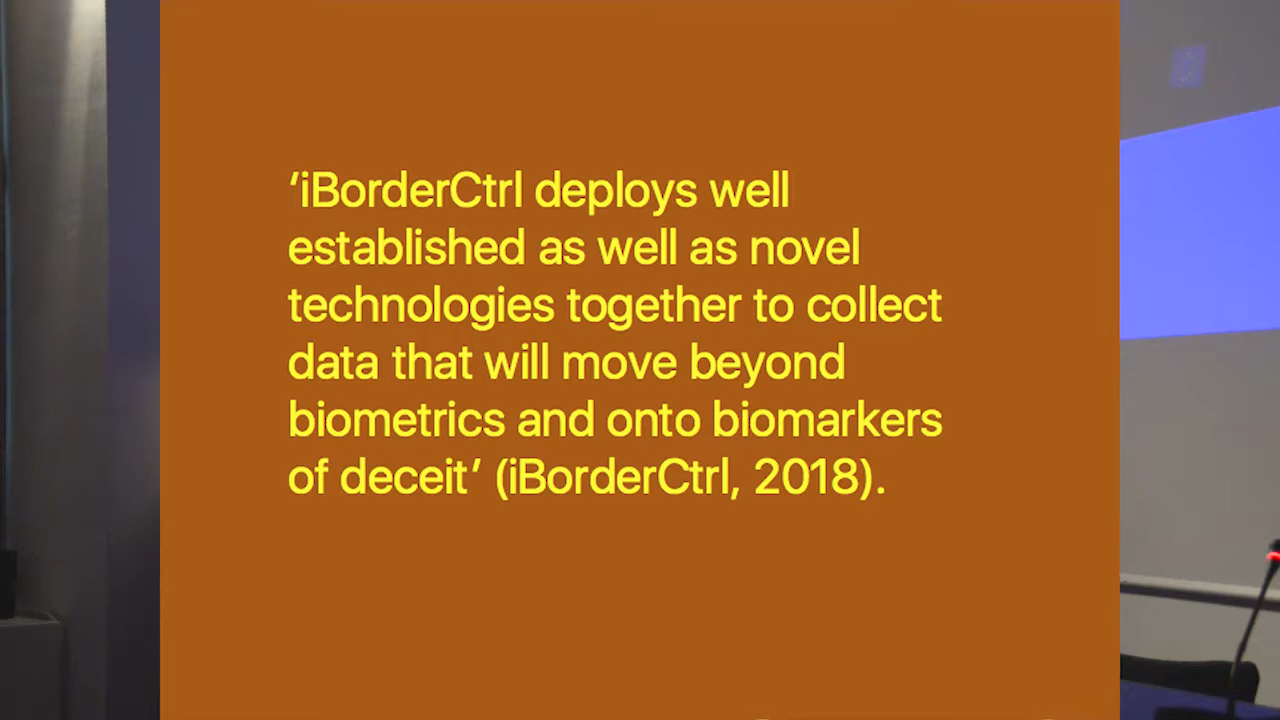 ‘iBorderCtrl deploys well
established as well as novel
technologies together to collect
data that will move beyond
biometrics and onto biomarkers
of deceit’ (iBorderCtrl, 2018).